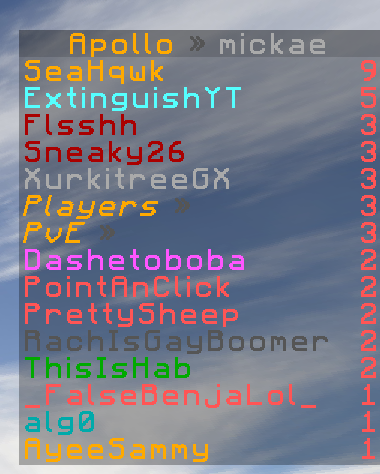 Apollo » mickae
SeaHqwk 9
ExtinguishYT 5
Flsshh 3
Sneaky26 3
XurkitreeGX 3
Players » 3
PvE » 3
Dashetoboba 2
PointAnClick 2
PrettySheep 2
RachIsGayBoomer 2
ThisIsHab 2
_FalseBenjaLol_ 1
alg0 1
AyeeSammy 1